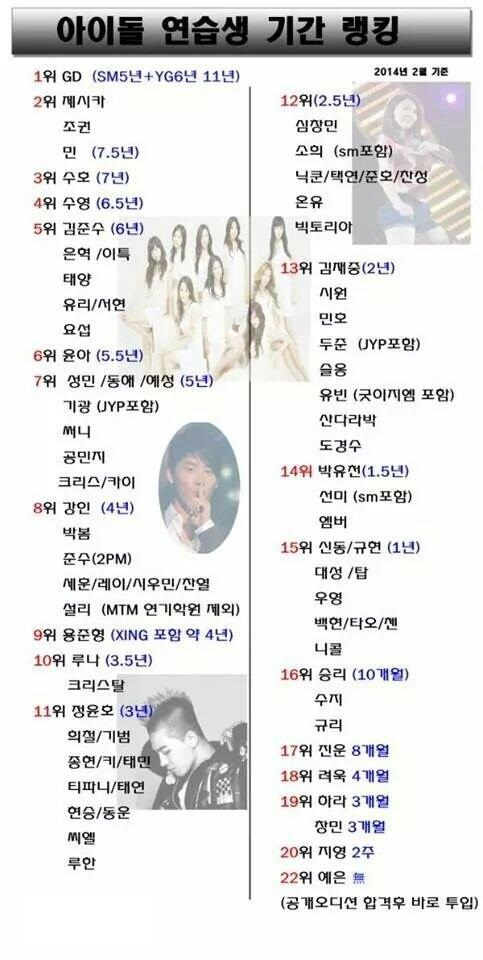 아이돌 연습생 기간 랭킹
1위 GD (SM5년+YG6년 11년)
2위 제시카
조권
민 (7.5년)
3위 수호 (7년)
4위 수영 (6.5년)
5위 김준수 (6년)
은혁 /이특
태양
유리/서현
요섭
6위 윤아 (5.5년)
7위 성민 /동해 /예성 (5년)
기광 (JYP포함)
써니
공민지
크리스/카이
8위 강인 (4년)
박봄
준수(2PM)
세훈/레이/시우민/찬열
설리 (MTM 연기학원 제외)
9위 용준형 (XING 포함 약 4년)
10위 루나 (3.5년)
크리스탈
11위 정윤호 (3년)
희철/기범
종현/키/태민
티파니/태연
현승/동운
씨엘
루한
2014년 2월 기준
12위(2.5년)
심창민
소희 (sm포함)
닉쿤/택연/준호/찬성
온유
빅토리아
13위 김재중(2년)
시원
민호
두준 (JYP포함)
슬옹
유빈 (굿이지엠 포함)
산다라박
도경수
14위 박유천(1.5년)
선미 (sm포함)
엠버
15위 신동/규현 (1년)
대성 /탑
우영
백현/타오/첸
니콜
16위 승리 (10개월)
수지
규리
17위 진운 8개월
18위 려욱 4개월
19위 하라 3개월
창민 3개월
20위 지영 2주
22위 예은 無
(공개오디션 합격후 바로 투입)